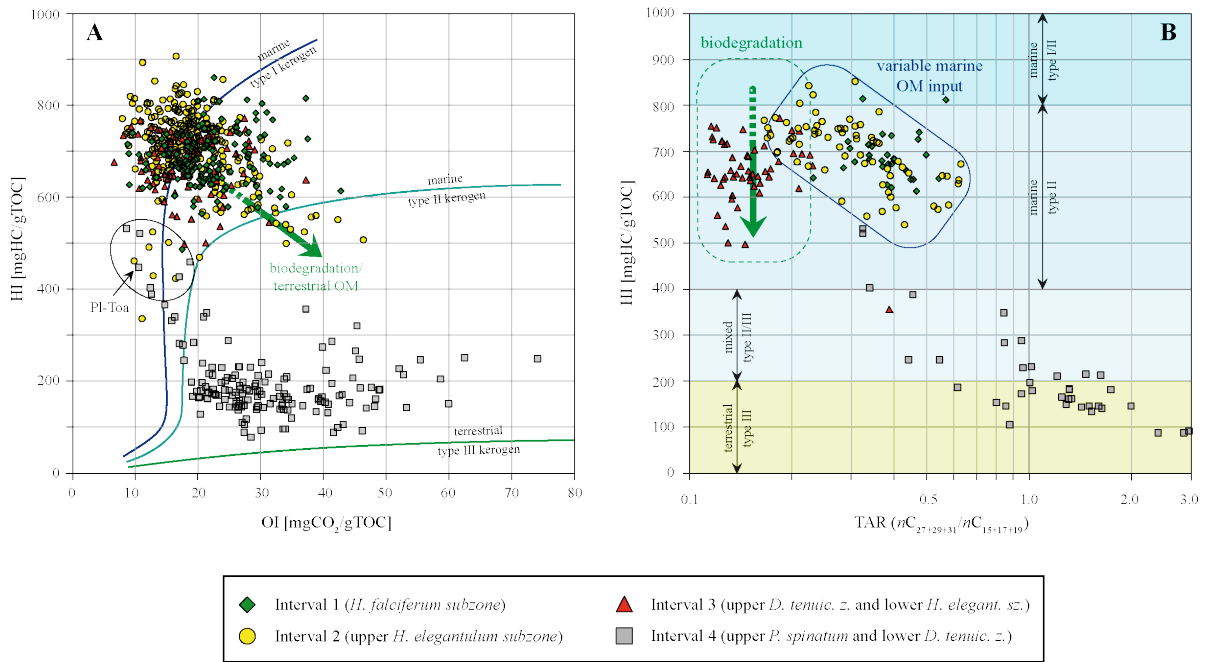 A
HI [mgHC/gTOC]
1000
800
600
400
200
0
0
10
20
30
40
50
60
70
80
OI [mgCO2/gTOC]
marine
type I kerogen
marine
type II kerogen
biodegradation/
terrestrial OM
Pl-Toa
terrestrial
type III kerogen
B
HI [mgHC/gTOC]
1000
900
800
700
600
500
400
300
200
100
0
0.1
0.5
1.0
2.0
3.0
TAR (nC27+29+31/nC15+17+19)
biodegradation
variable marine
OM input
marine
type I/II
marine
type II
mixed
type II/III
terrestrial
type III
Interval 1 (H. falciferum subzone)
Interval 2 (upper H. elegantulum subzone)
Interval 3 (upper D. tenuic. z. and lower H. elegant. sz.)
Interval 4 (upper P. spinatum and lower D. tenuic. z.)